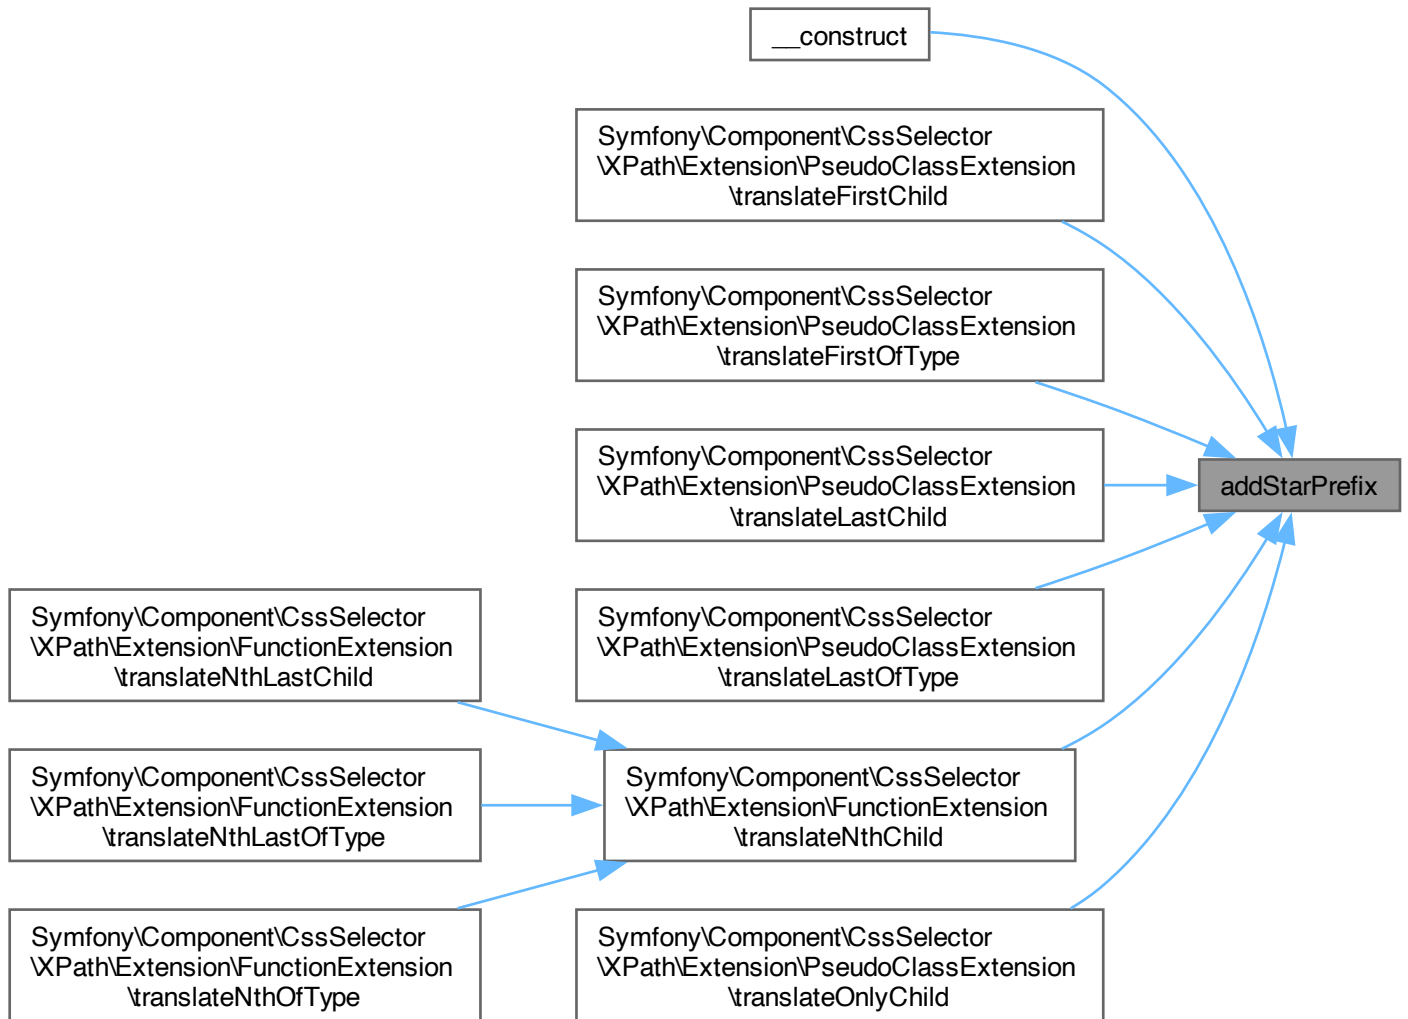 __construct
Symfony\Component\CssSelector
\XPath\Extension\PseudoClassExtension
\translateFirstChild
Symfony\Component\CssSelector
\XPath\Extension\PseudoClassExtension
\translateFirstOfType
Symfony\Component\CssSelector
\XPath\Extension\PseudoClassExtension
\translateLastChild
addStarPrefix
Symfony\Component\CssSelector
\XPath\Extension\FunctionExtension
\translateNthLastChild
Symfony\Component\CssSelector
\XPath\Extension\PseudoClassExtension
\translateLastOfType
Symfony\Component\CssSelector
\XPath\Extension\FunctionExtension
\translateNthLastOfType
Symfony\Component\CssSelector
\XPath\Extension\FunctionExtension
\translateNthChild
Symfony\Component\CssSelector
\XPath\Extension\FunctionExtension
\translateNthOfType
Symfony\Component\CssSelector
\XPath\Extension\PseudoClassExtension
\translateOnlyChild